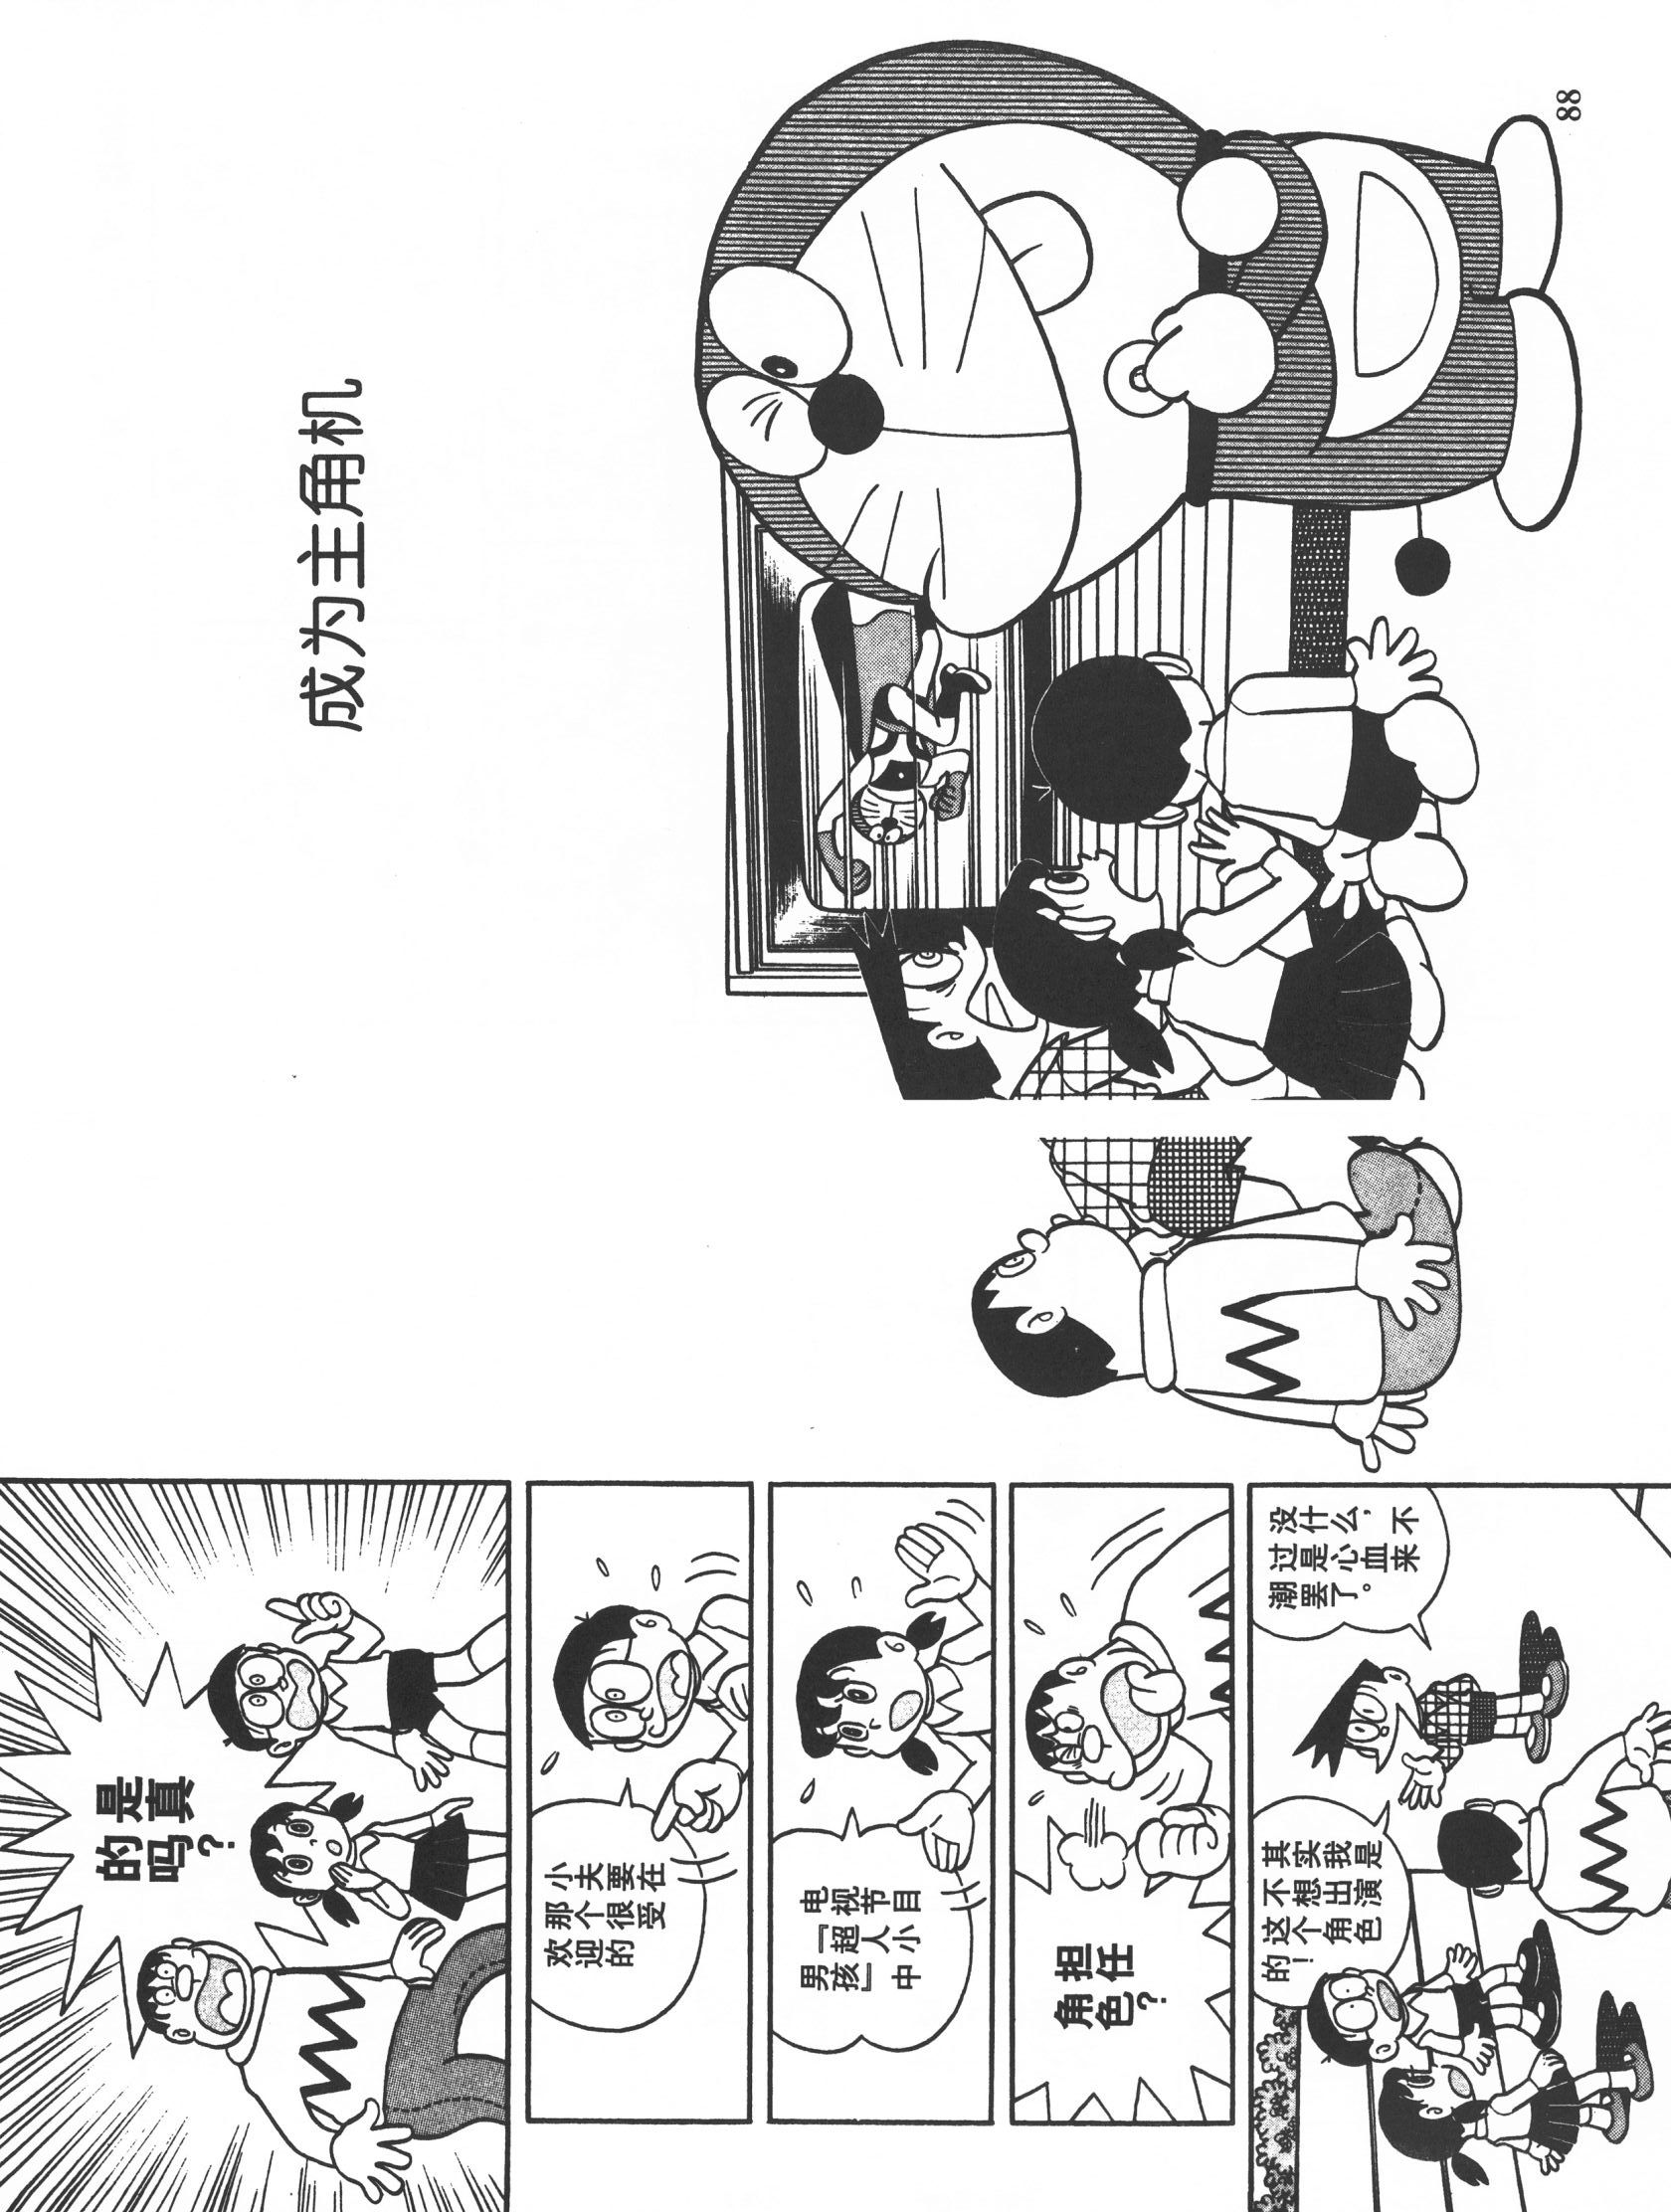 成为主角机
88
是真
的吗？
小夫要在
那个很受
欢迎的
电视节目
『超人小
男孩』中
担任
角色？
没什么，不
过是心血来
潮罢了。
其实我是
不想出演
这个角色
的！